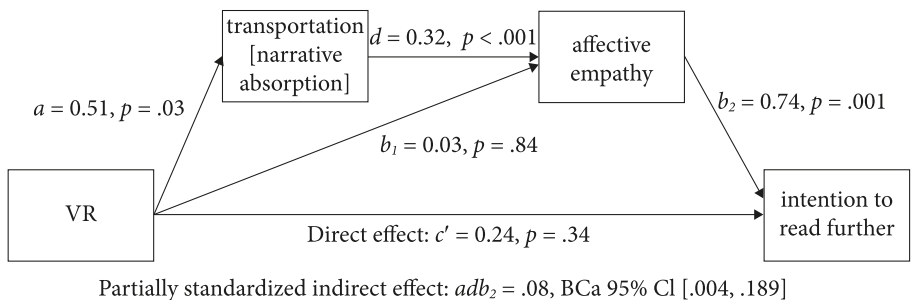 transportation
[narrative
absorption]
d = 0.32, p < .001
affective
empathy
a = 0.51, p = .03
b₂ = 0.74, p = .001
b₁ = 0.03, p = .84
VR
intention to
read further
Direct effect: c′ = 0.24, p = .34
Partially standardized indirect effect: adb₂ = .08, BCa 95% Cl [.004, .189]